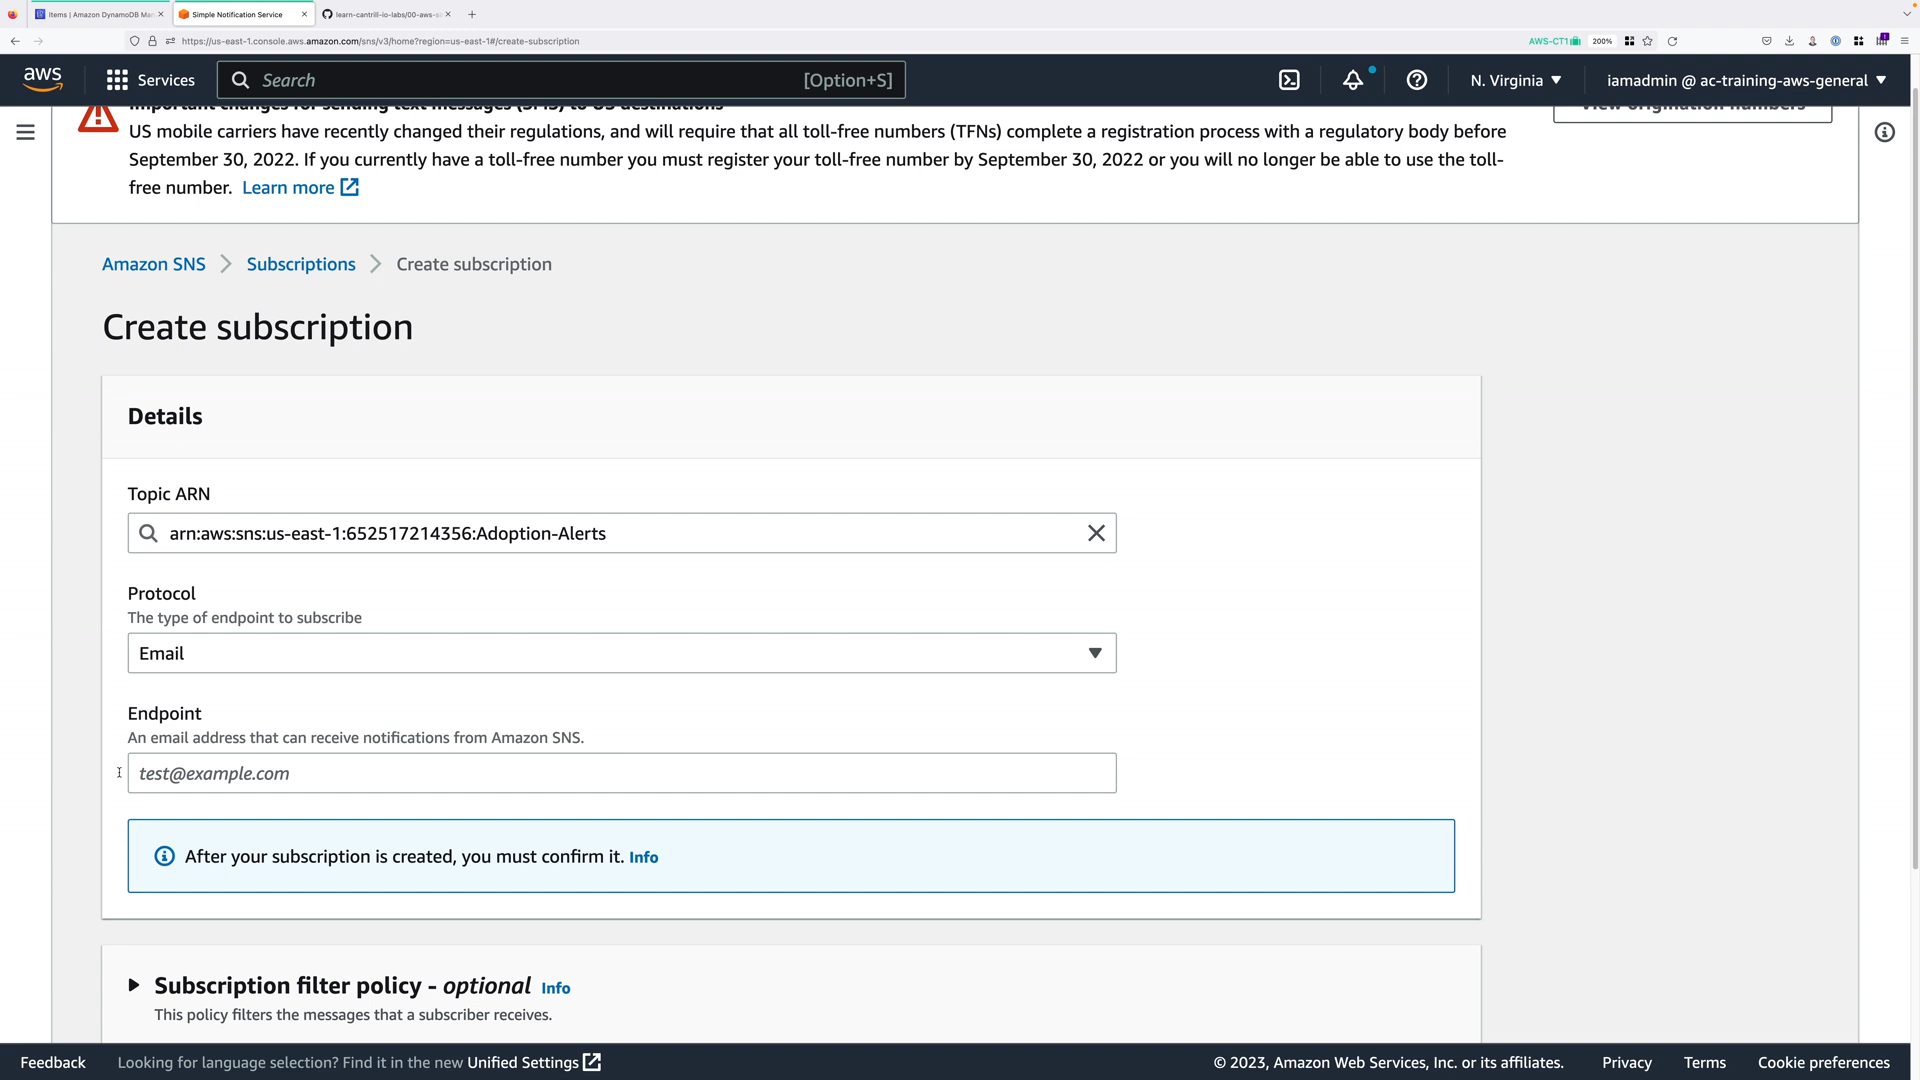 Items | Amazon DynamoDB Man
Simple Notification Service
learn-cantrill-io-labs/00-aws-si
https://us-east-1.console.aws.amazon.com/sns/v3/home?region=us-east-1#/create-subscription
AWS-CT1
200%
aws
Services
Search
[Option+S]
N. Virginia
iamadmin @ ac-training-aws-general
Important changes for sending text messages (SMS) to US destinations
View origination numbers
US mobile carriers have recently changed their regulations, and will require that all toll-free numbers (TFNs) complete a registration process with a regulatory body before
September 30, 2022. If you currently have a toll-free number you must register your toll-free number by September 30, 2022 or you will no longer be able to use the toll-
free number. Learn more
Amazon SNS
Subscriptions
Create subscription
Create subscription
Details
Topic ARN
arn:aws:sns:us-east-1:652517214356:Adoption-Alerts
Protocol
The type of endpoint to subscribe
Email
Endpoint
An email address that can receive notifications from Amazon SNS.
test@example.com
After your subscription is created, you must confirm it. Info
Subscription filter policy - optional Info
This policy filters the messages that a subscriber receives.
Feedback
Looking for language selection? Find it in the new Unified Settings
© 2023, Amazon Web Services, Inc. or its affiliates.
Privacy
Terms
Cookie preferences